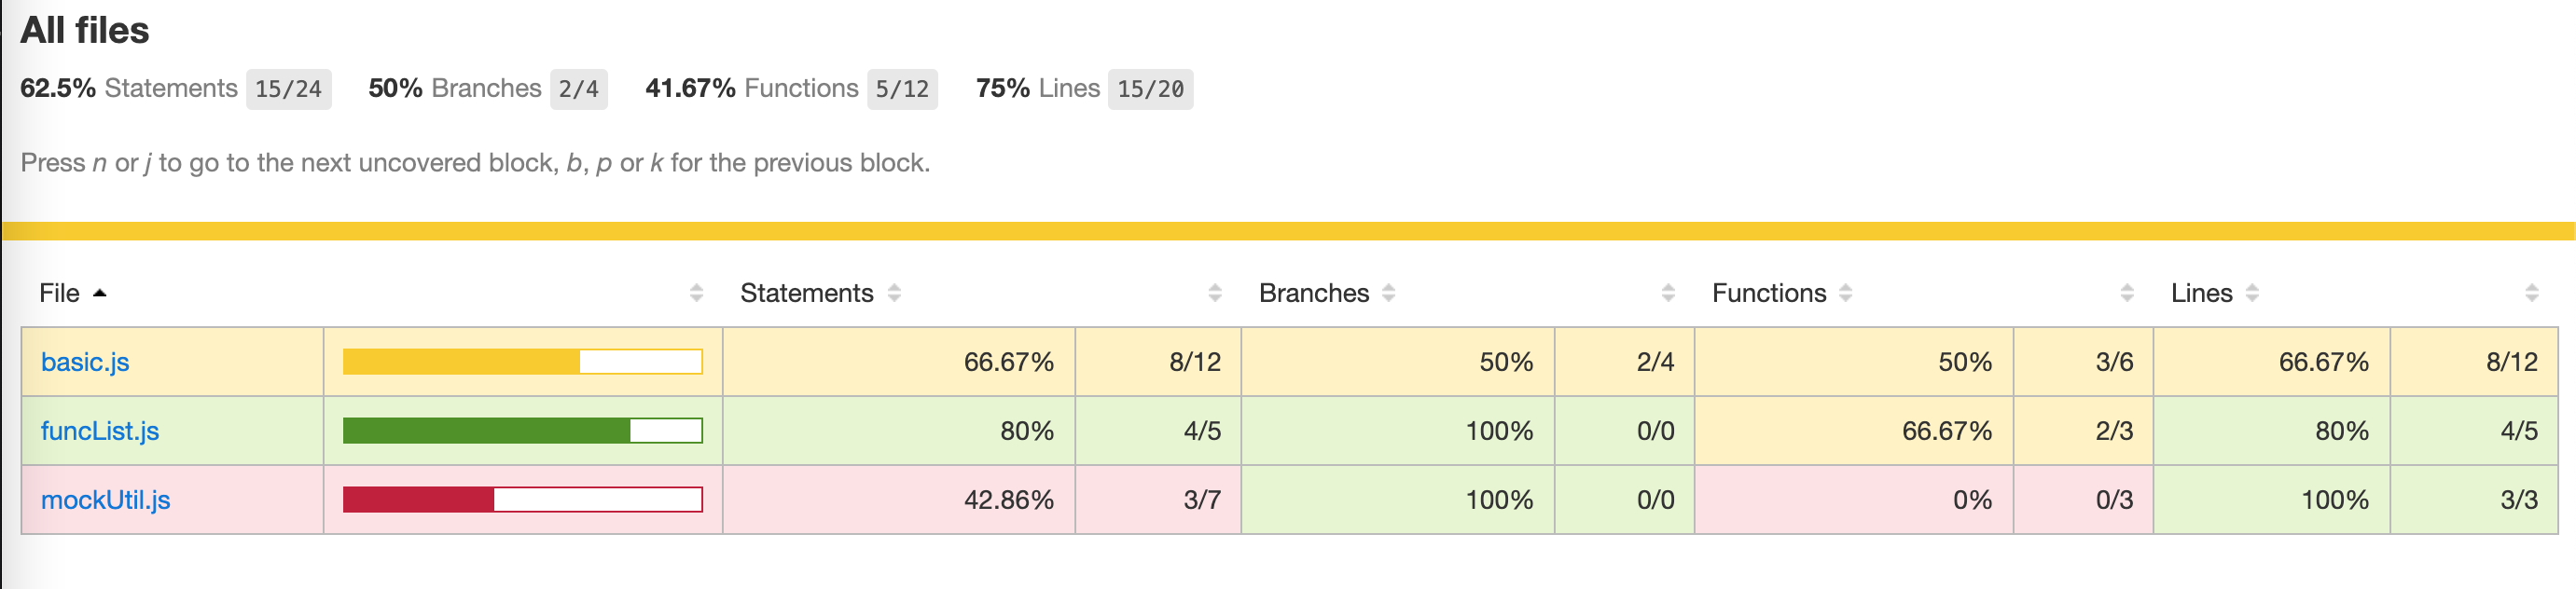 All files
62.5% Statements 15/24 50% Branches 2/4 41.67% Functions 5/12 75% Lines 15/20
Press n or j to go to the next uncovered block, b, p or k for the previous block.
File Statements Branches Functions Lines
basic.js 66.67% 8/12 50% 2/4 50% 3/6 66.67% 8/12
funcList.js 80% 4/5 100% 0/0 66.67% 2/3 80% 4/5
mockUtil.js 42.86% 3/7 100% 0/0 0% 0/3 100% 3/3